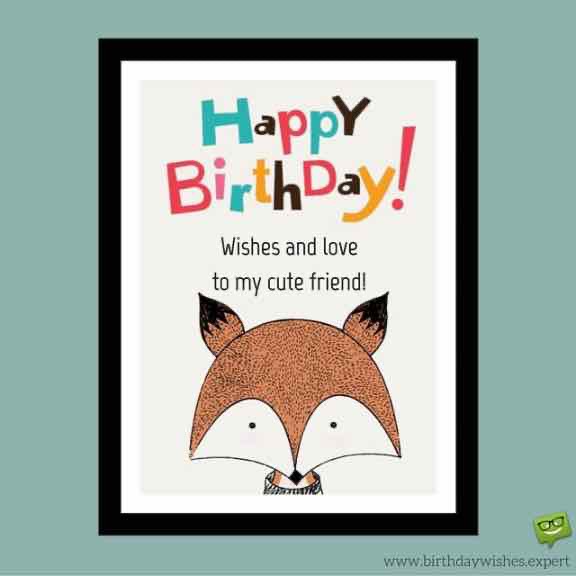 HappY
BirthDay!
Wishes and love
to my cute friend!
www.birthdaywishes.expert